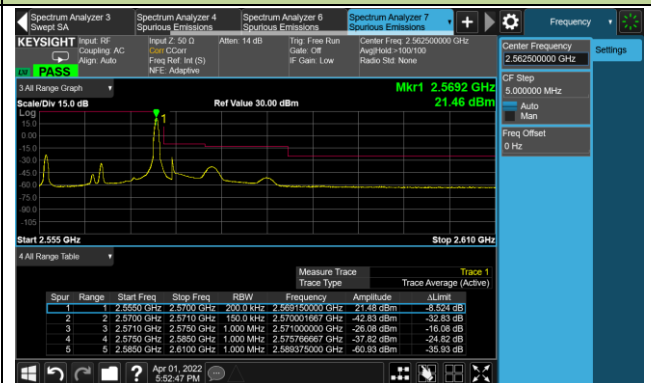 Spectrum Analyzer 3
Swept SA
Spectrum Analyzer 4
Spurious Emissions
Spectrum Analyzer 6
Spurious Emissions
Spectrum Analyzer 7
Spurious Emissions
Frequency
KEYSIGHT
Input: RF
Coupling: AC
Align: Auto
Input Z: 50 Ω
Corr CCorr
Freq Ref: Int (S)
NFE: Adaptive
Atten: 14 dB
Trig: Free Run
Gate: Off
IF Gain: Low
Center Freq: 2.562500000 GHz
Avg|Hold:>100/100
Radio Std: None
PASS
Center Frequency
2.562500000 GHz
Settings
CF Step
5.000000 MHz
Auto
Man
Freq Offset
0 Hz
3 All Range Graph
Mkr1 2.5692 GHz
Scale/Div 15.0 dB
Ref Value 30.00 dBm
21.46 dBm
Log
15.0
0.00
-15.0
-30.0
-45.0
-60.0
-75.0
-90.0
-105
1
Start 2.555 GHz
Stop 2.610 GHz
4 All Range Table
Measure Trace Trace 1
Trace Type Trace Average (Active)
Spur Range Start Freq Stop Freq RBW Frequency Amplitude ΔLimit
1 1 2.5550 GHz 2.5700 GHz 200.0 kHz 2.569150000 GHz 21.48 dBm -8.524 dB
2 2 2.5700 GHz 2.5710 GHz 150.0 kHz 2.570001667 GHz -42.83 dBm -32.83 dB
3 3 2.5710 GHz 2.5750 GHz 1.000 MHz 2.571000000 GHz -26.08 dBm -16.08 dB
4 4 2.5750 GHz 2.5850 GHz 1.000 MHz 2.575766667 GHz -37.82 dBm -24.82 dB
5 5 2.5850 GHz 2.6100 GHz 1.000 MHz 2.589375000 GHz -60.93 dBm -35.93 dB
Apr 01, 2022
5:52:47 PM